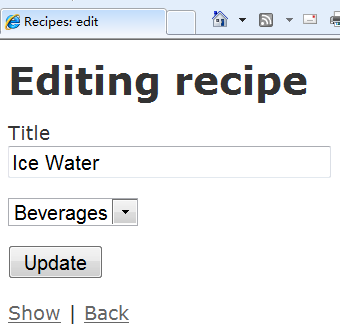 Recipes: edit
Editing recipe
Title
Ice Water
Beverages
Update
Show | Back